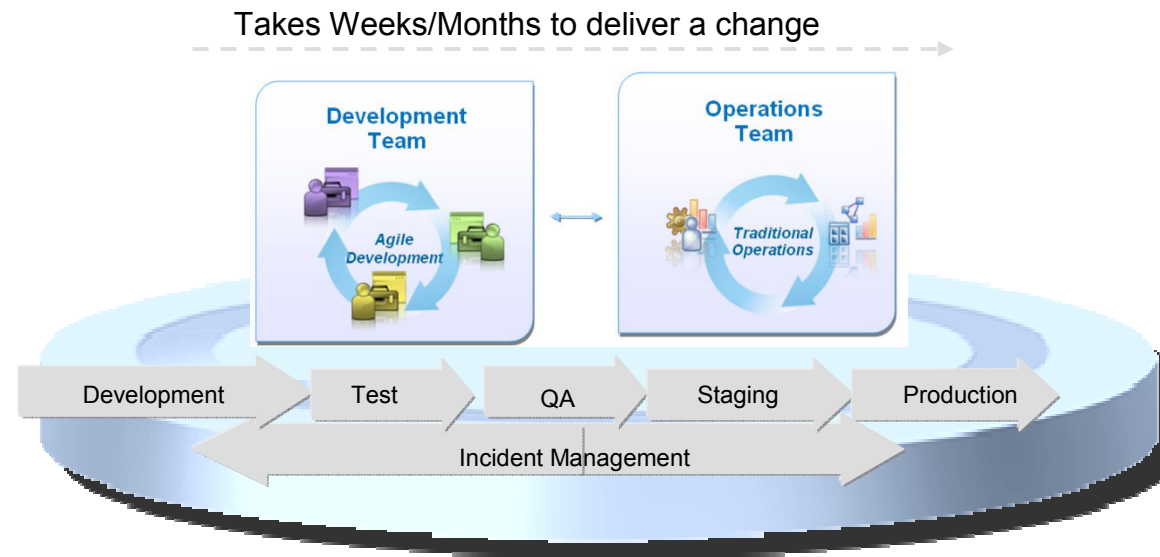 Takes Weeks/Months to deliver a change
Development
Team
Operations
Team
Agile
Development
Traditional
Operations
Development
Test
QA
Staging
Production
Incident Management